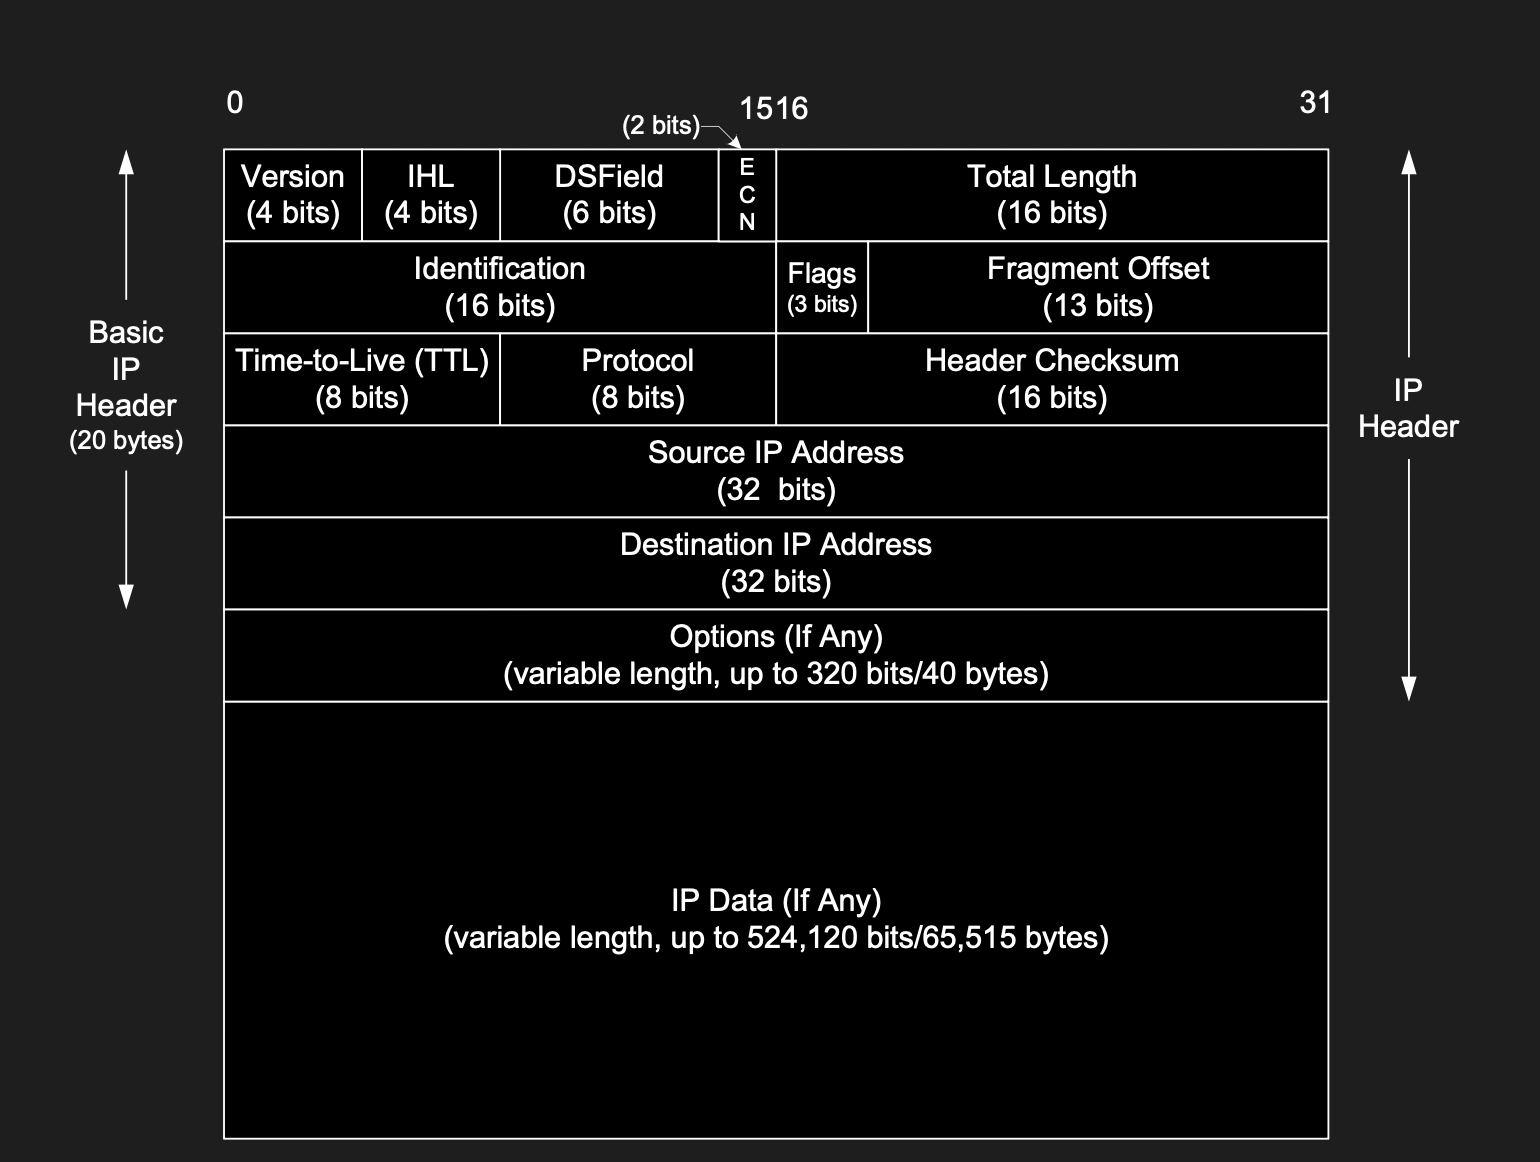 0
1516
31
(2 bits)
Version
(4 bits)
IHL
(4 bits)
DSField
(6 bits)
E
C
N
Total Length
(16 bits)
Identification
(16 bits)
Flags
(3 bits)
Fragment Offset
(13 bits)
Basic
IP
Header
(20 bytes)
Time-to-Live (TTL)
(8 bits)
Protocol
(8 bits)
Header Checksum
(16 bits)
IP
Header
Source IP Address
(32  bits)
Destination IP Address
(32 bits)
Options (If Any)
(variable length, up to 320 bits/40 bytes)
IP Data (If Any)
(variable length, up to 524,120 bits/65,515 bytes)